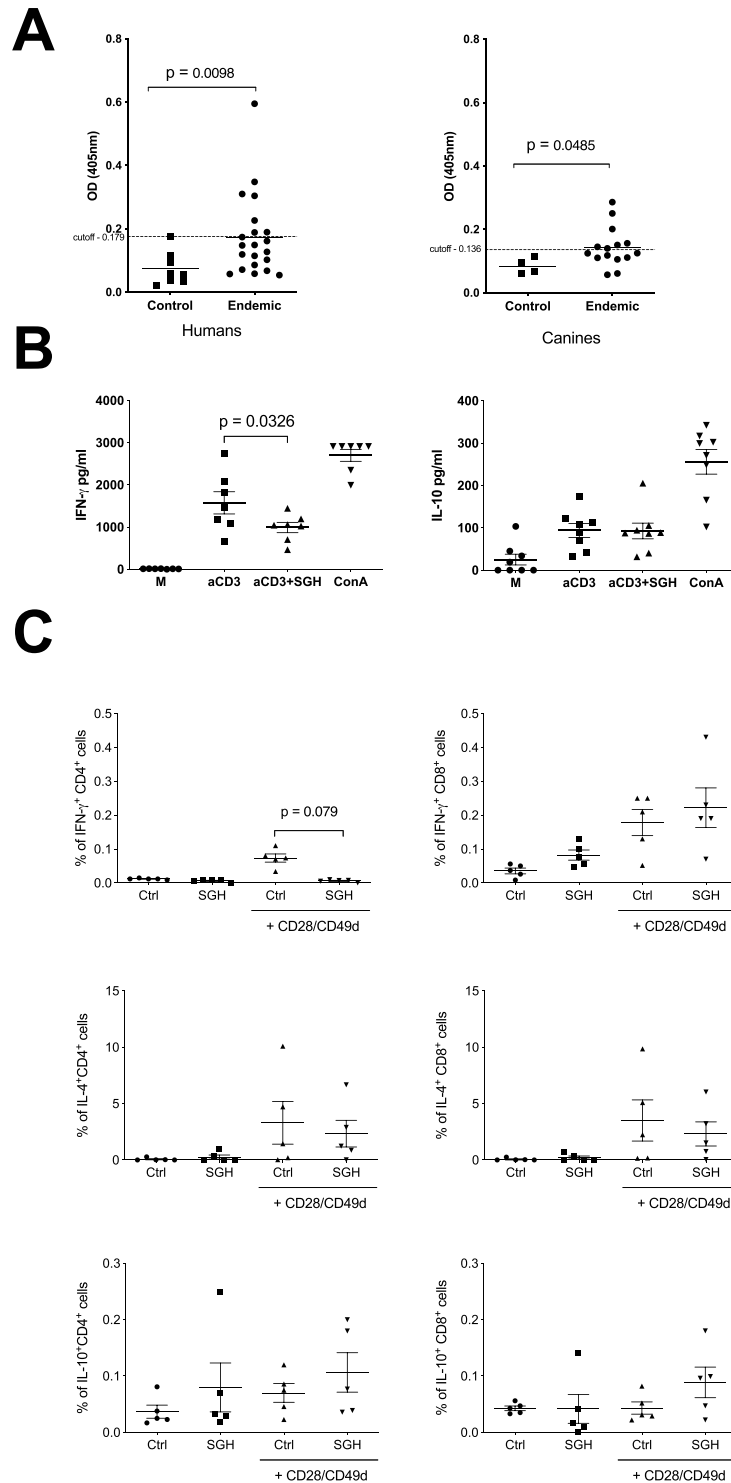 A
OD (405nm)
0.8
0.6
0.4
0.2
0.0
p = 0.0098
cutoff - 0.179
Control Endemic
Humans
OD (405nm)
0.8
0.6
0.4
0.2
0.0
p = 0.0485
cutoff - 0.136
Control Endemic
Canines
B
IFN-γ pg/ml
4000
3000
2000
1000
0
p = 0.0326
M aCD3 aCD3+SGH ConA
IL-10 pg/ml
400
300
200
100
0
M aCD3 aCD3+SGH ConA
C
% of IFN-γ⁺ CD4⁺ cells
0.5
0.4
0.3
0.2
0.1
0.0
p = 0.079
Ctrl SGH Ctrl SGH
+ CD28/CD49d
% of IFN-γ⁺ CD8⁺ cells
0.5
0.4
0.3
0.2
0.1
0.0
Ctrl SGH Ctrl SGH
+ CD28/CD49d
% of IL-4⁺CD4⁺ cells
15
10
5
0
Ctrl SGH Ctrl SGH
+ CD28/CD49d
% of IL-4⁺ CD8⁺ cells
15
10
5
0
Ctrl SGH Ctrl SGH
+ CD28/CD49d
% of IL-10⁺CD4⁺ cells
0.3
0.2
0.1
0.0
Ctrl SGH Ctrl SGH
+ CD28/CD49d
% of IL-10⁺ CD8⁺ cells
0.3
0.2
0.1
0.0
Ctrl SGH Ctrl SGH
+ CD28/CD49d